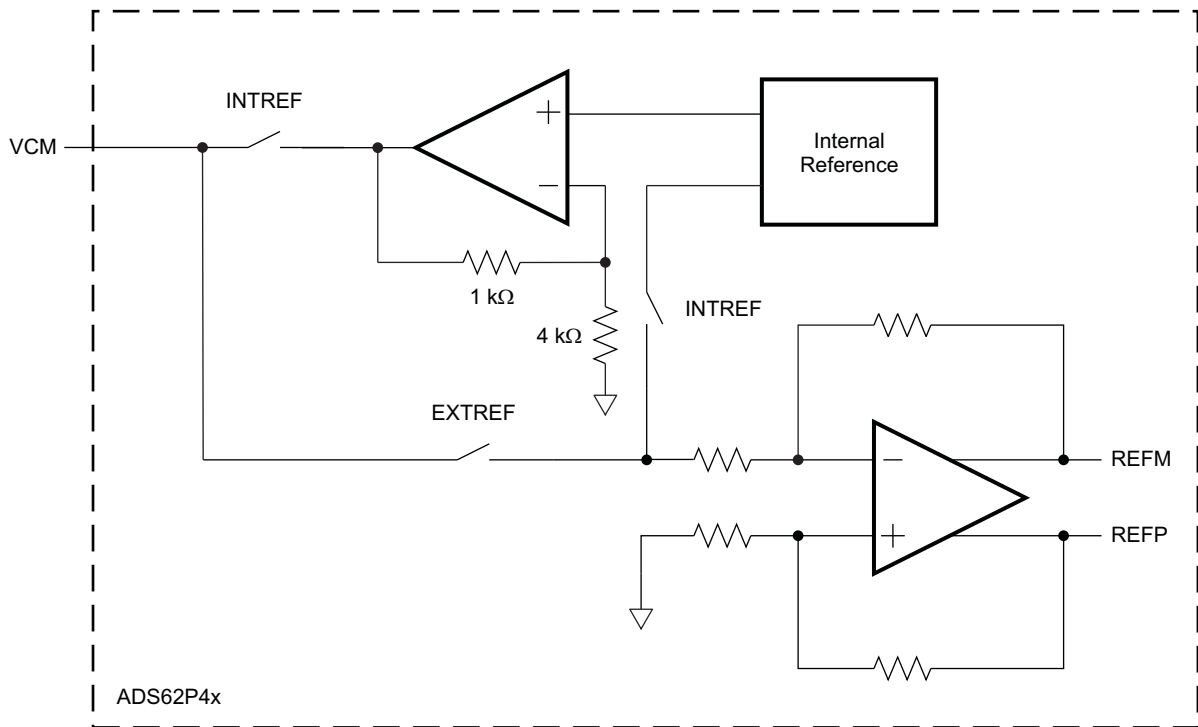 INTREF
VCM
+
−
Internal
Reference
1 kΩ
4 kΩ
INTREF
EXTREF
−
+
REFM
REFP
ADS62P4x